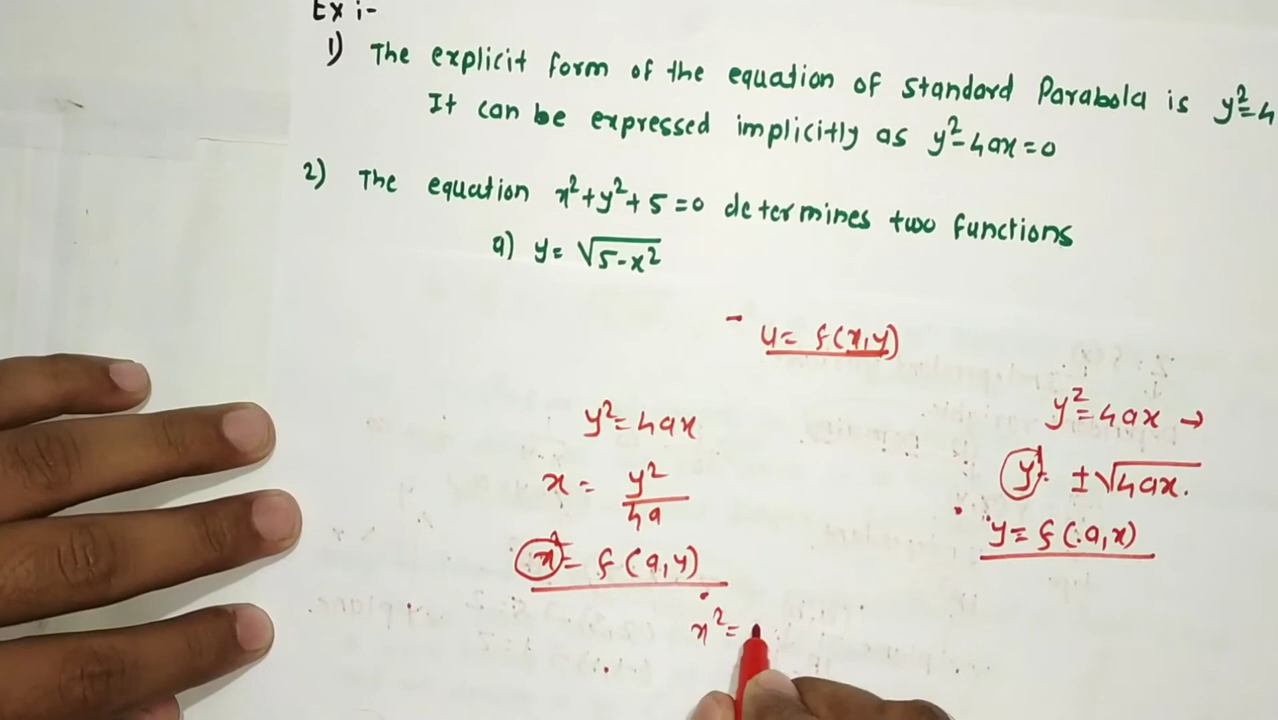 Ex :-
1) The explicit form of the equation of standard Parabola is y²=4
It can be expressed implicitly as y²-4ax=0
2) The equation x²+y²+5=0 determines two functions
a) y= √5-x²
u= f(x,y)
y²=4ax
x = y²/4a
x = f(a,y)
x²=
y²=4ax →
y = ±√4ax.
y = f(a,x)